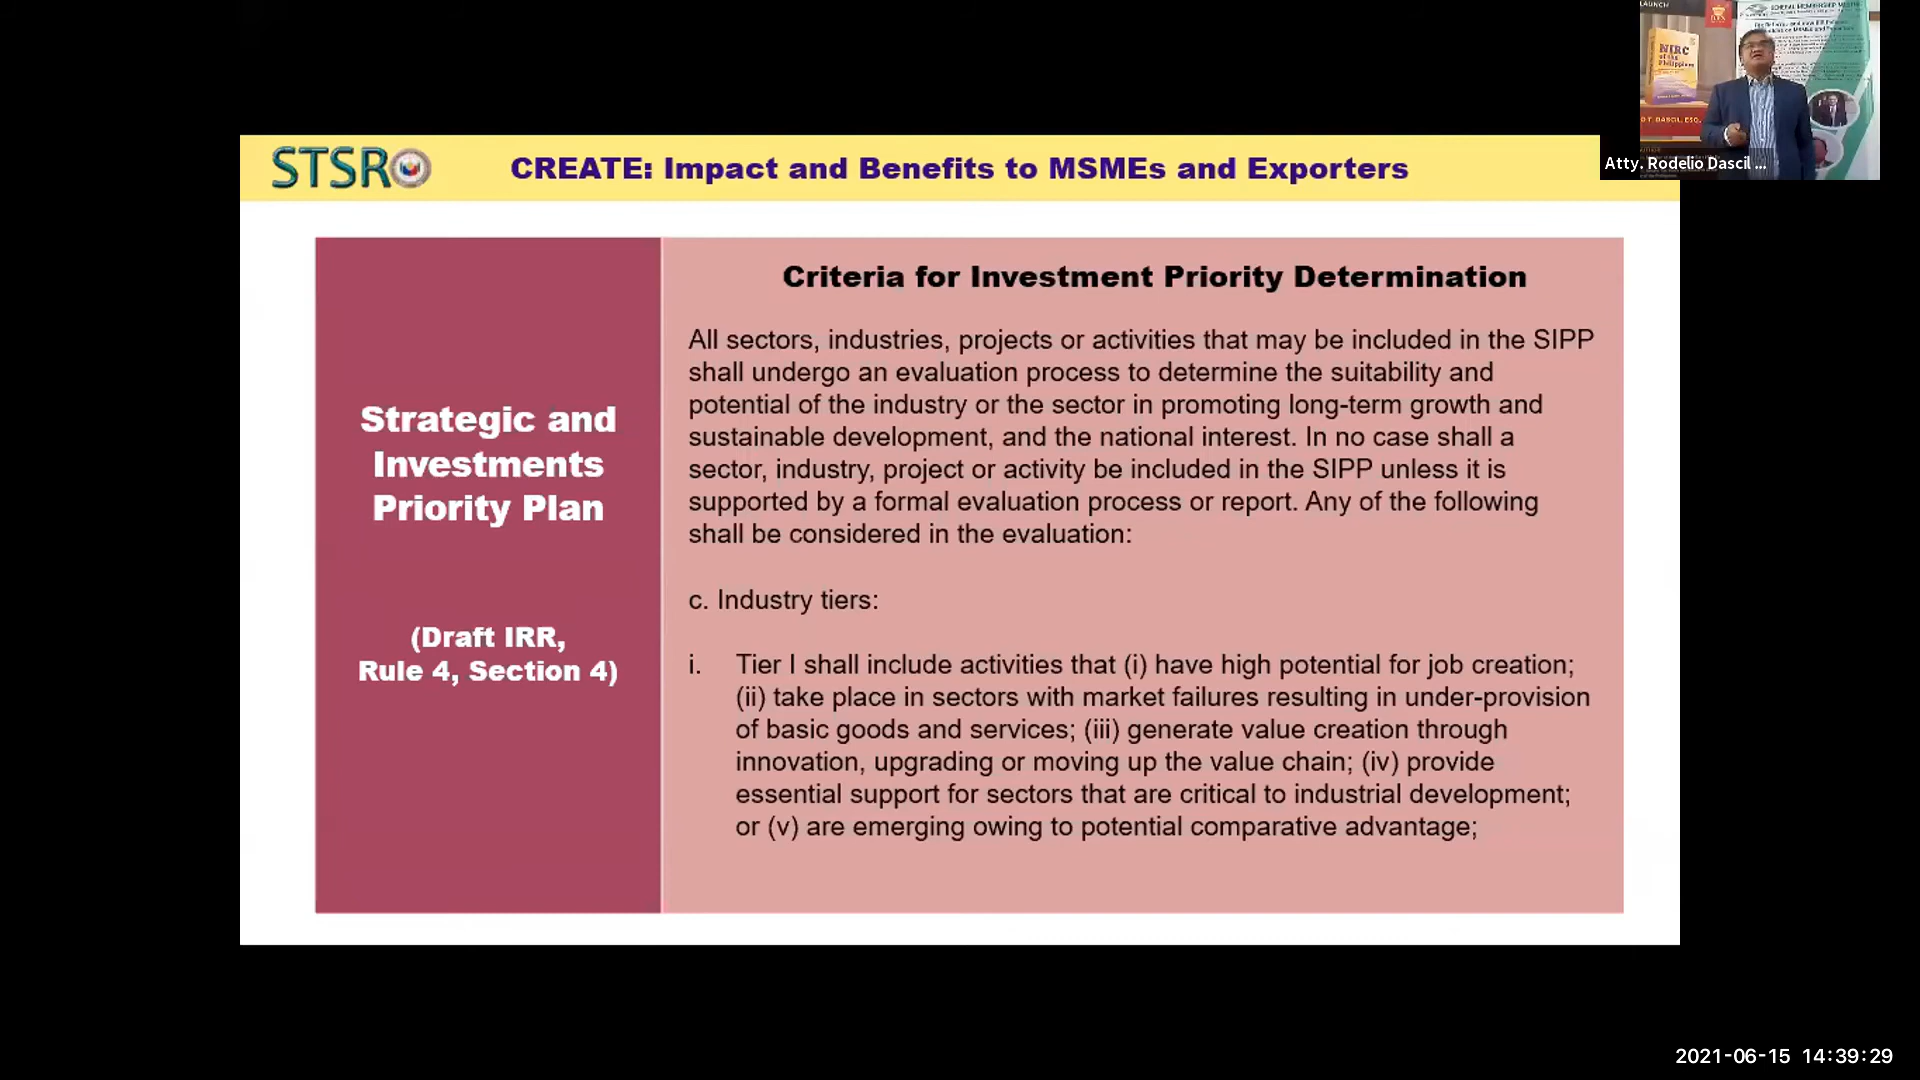 STSR
CREATE: Impact and Benefits to MSMEs and Exporters
LAUNCH
NIRC
of the
Philippines
Atty. Rodelio Dascil ...
Strategic and
Investments
Priority Plan
(Draft IRR,
Rule 4, Section 4)
Criteria for Investment Priority Determination
All sectors, industries, projects or activities that may be included in the SIPP
shall undergo an evaluation process to determine the suitability and
potential of the industry or the sector in promoting long-term growth and
sustainable development, and the national interest. In no case shall a
sector, industry, project or activity be included in the SIPP unless it is
supported by a formal evaluation process or report. Any of the following
shall be considered in the evaluation:
c. Industry tiers:
i. Tier I shall include activities that (i) have high potential for job creation;
(ii) take place in sectors with market failures resulting in under-provision
of basic goods and services; (iii) generate value creation through
innovation, upgrading or moving up the value chain; (iv) provide
essential support for sectors that are critical to industrial development;
or (v) are emerging owing to potential comparative advantage;
2021-06-15 14:39:29